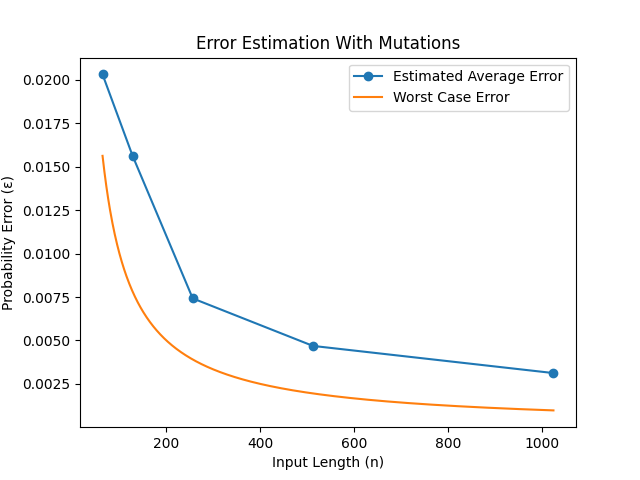 Error Estimation With Mutations
Estimated Average Error
Worst Case Error
Probability Error (ε)
0.0200
0.0175
0.0150
0.0125
0.0100
0.0075
0.0050
0.0025
200 400 600 800 1000
Input Length (n)